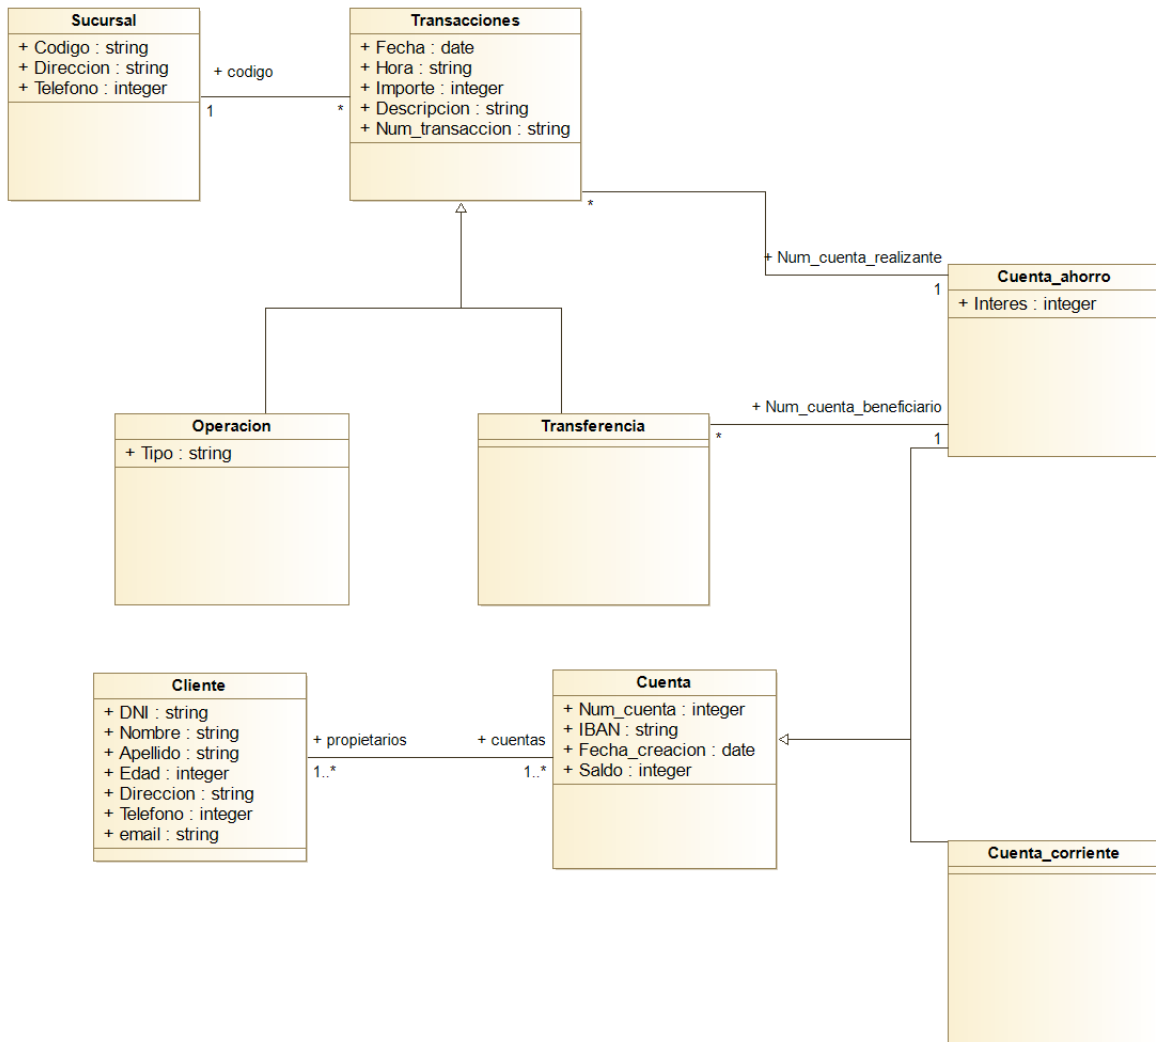 Sucursal
+ Codigo : string
+ Direccion : string
+ Telefono : integer
+ codigo
1
*
Transacciones
+ Fecha : date
+ Hora : string
+ Importe : integer
+ Descripcion : string
+ Num_transaccion : string
*
+ Num_cuenta_realizante
1
Cuenta_ahorro
+ Interes : integer
Operacion
+ Tipo : string
Transferencia
+ Num_cuenta_beneficiario
*
1
Cliente
+ DNI : string
+ Nombre : string
+ Apellido : string
+ Edad : integer
+ Direccion : string
+ Telefono : integer
+ email : string
+ propietarios
1..*
+ cuentas
1..*
Cuenta
+ Num_cuenta : integer
+ IBAN : string
+ Fecha_creacion : date
+ Saldo : integer
Cuenta_corriente